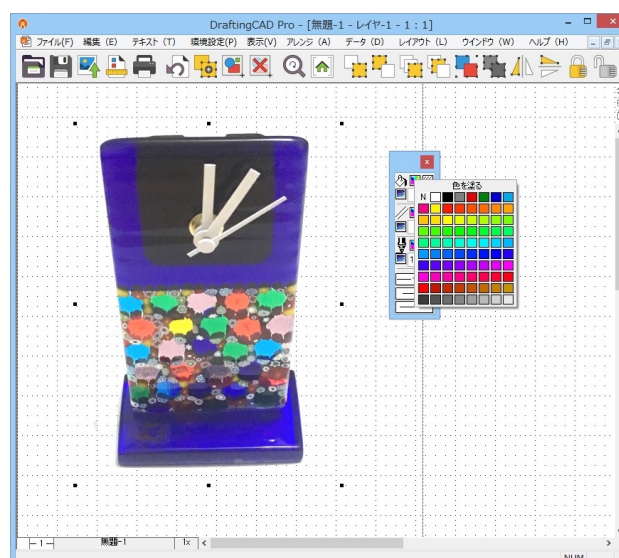 DraftingCAD Pro - [無題-1 - レイヤ-1 - 1 : 1]
ファイル(F) 編集 (E) テキスト (T) 環境設定(P) 表示(V) アレンジ (A) データ (D) レイアウト (L) ウインドウ (W) ヘルプ (H)
色を塗る
N
1
1 無題-1 1x
NUM